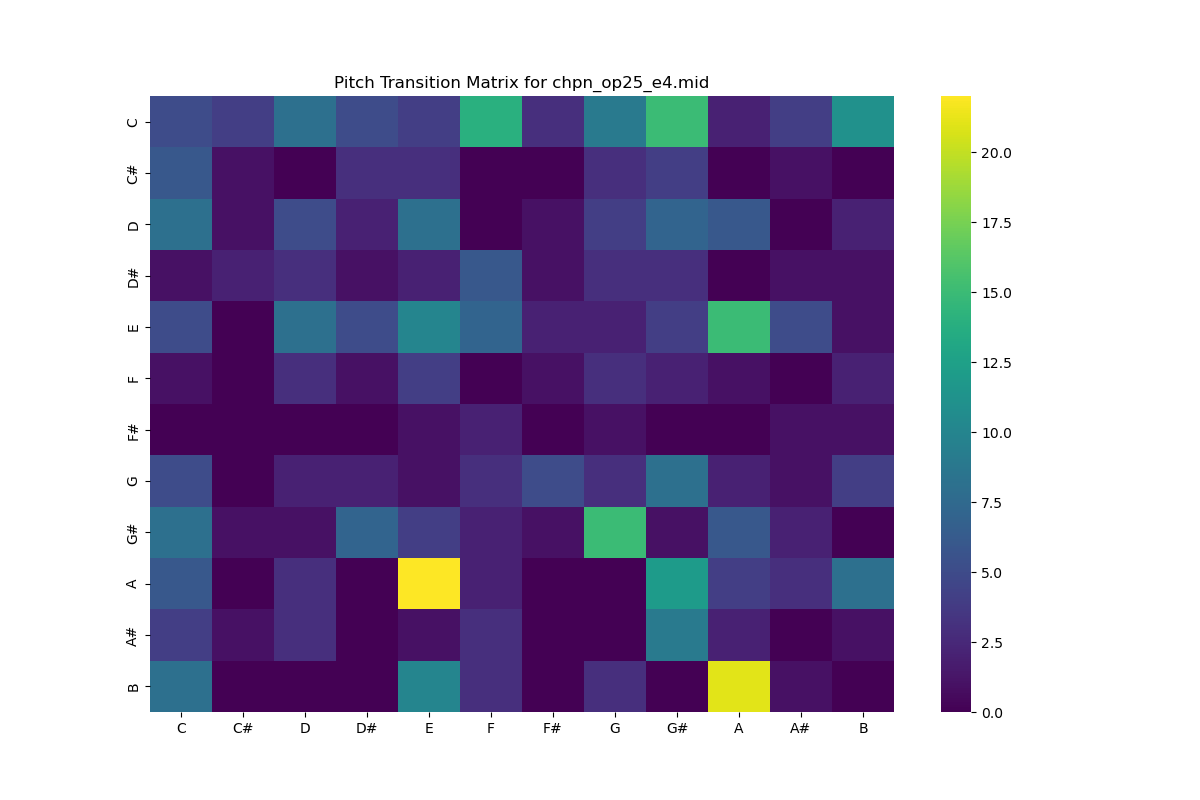 Pitch Transition Matrix for chpn_op25_e4.mid
C
C#
D
D#
E
F
F#
G
G#
A
A#
B
C C# D D# E F F# G G# A A# B
20.0
17.5
15.0
12.5
10.0
7.5
5.0
2.5
0.0